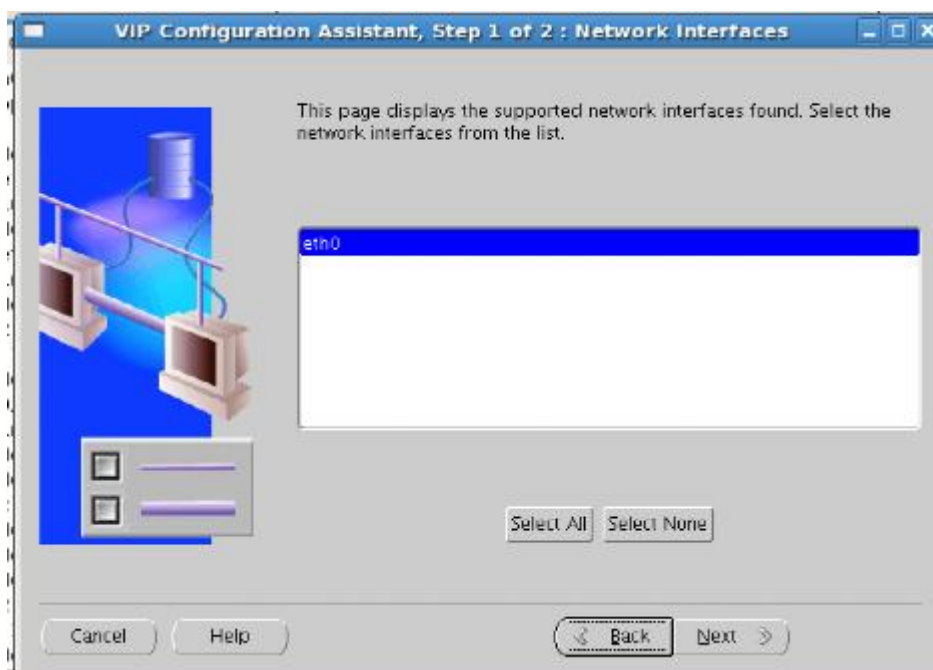 VIP Configuration Assistant, Step 1 of 2 : Network Interfaces
This page displays the supported network interfaces found. Select the
network interfaces from the list.
eth0
Select All Select None
Cancel Help Back Next